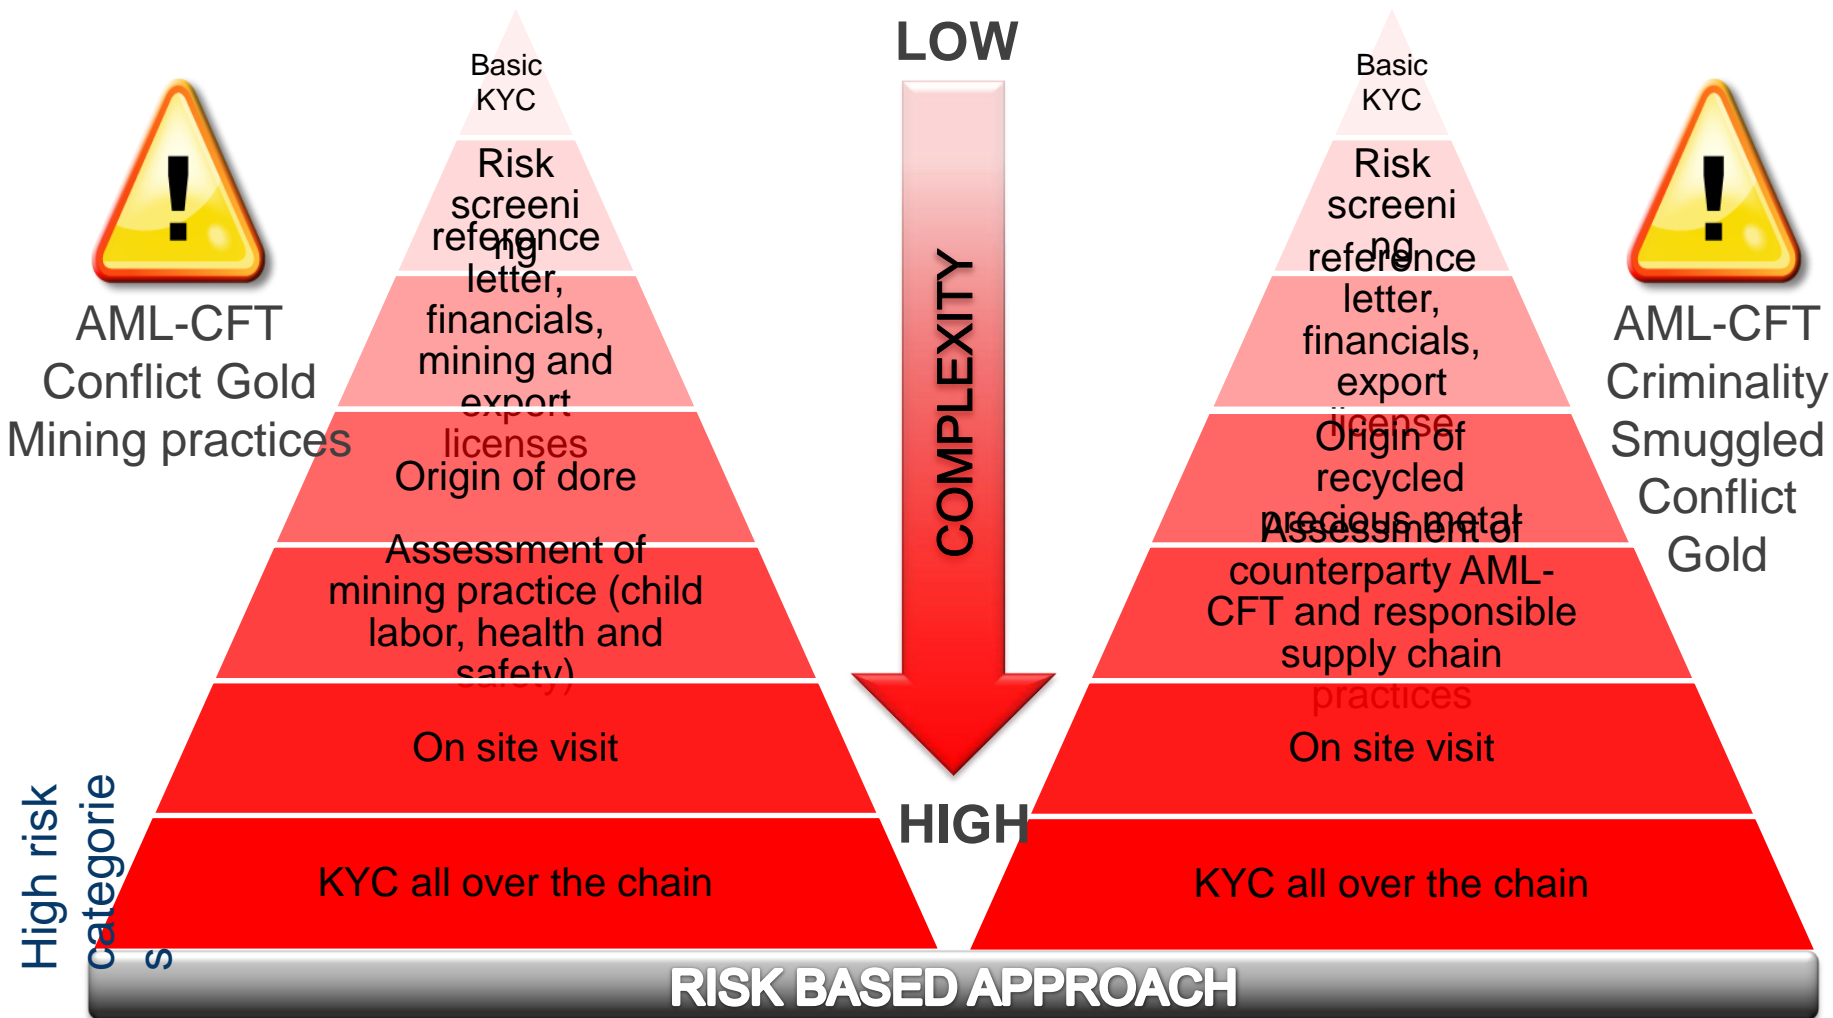 LOW
Basic
KYC
Risk
screeni
ng
reference
letter,
financials,
mining and
export
licenses
Origin of dore
Assessment of
mining practice (child
labor, health and
safety)
On site visit
KYC all over the chain
!
AML-CFT
Conflict Gold
Mining practices
High risk
categorie
s
COMPLEXITY
HIGH
Basic
KYC
Risk
screeni
ng
reference
letter,
financials,
export
license
Origin of
recycled
precious metal
Assessment of
counterparty AML-
CFT and responsible
supply chain
practices
On site visit
KYC all over the chain
!
AML-CFT
Criminality
Smuggled
Conflict
Gold
RISK BASED APPROACH